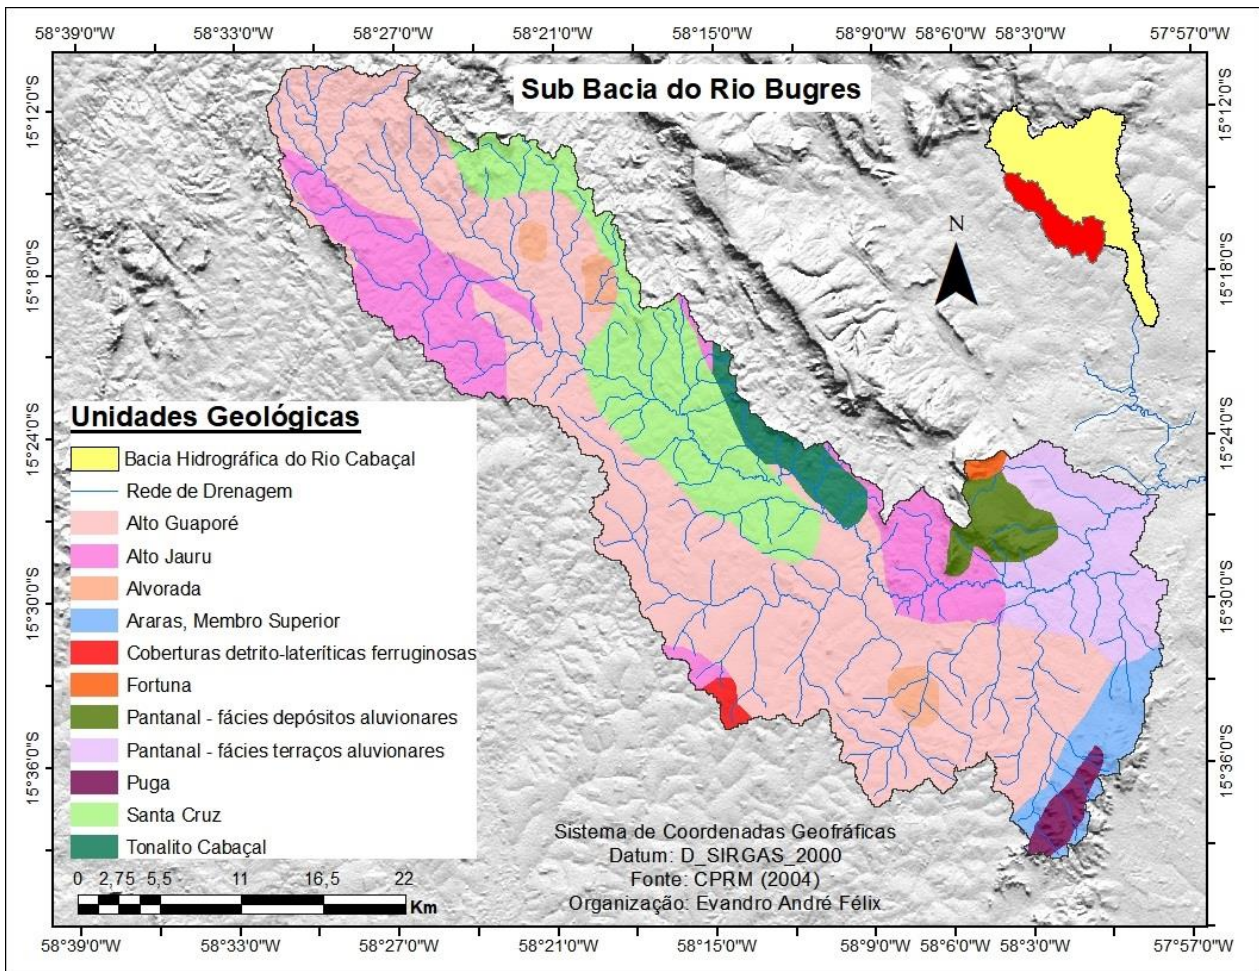 58°39'0"W 58°33'0"W 58°27'0"W 58°21'0"W 58°15'0"W 58°9'0"W 58°6'0"W 58°3'0"W 57°57'0"W
Sub Bacia do Rio Bugres
15°12'0"S 15°12'0"S
N
15°18'0"S 15°18'0"S
15°24'0"S 15°24'0"S
15°30'0"S 15°30'0"S
15°36'0"S 15°36'0"S
Unidades Geológicas
Bacia Hidrográfica do Rio Cabaçal
Rede de Drenagem
Alto Guaporé
Alto Jauru
Alvorada
Araras, Membro Superior
Coberturas detrito-lateríticas ferruginosas
Fortuna
Pantanal - fácies depósitos aluvionares
Pantanal - fácies terraços aluvionares
Puga
Santa Cruz
Tonalito Cabaçal
0 2,75 5,5 11 16,5 22
Km
Sistema de Coordenadas Geofráficas
Datum: D_SIRGAS_2000
Fonte: CPRM (2004)
Organização: Evandro André Félix
58°39'0"W 58°33'0"W 58°27'0"W 58°21'0"W 58°15'0"W 58°9'0"W 58°6'0"W 58°3'0"W 57°57'0"W